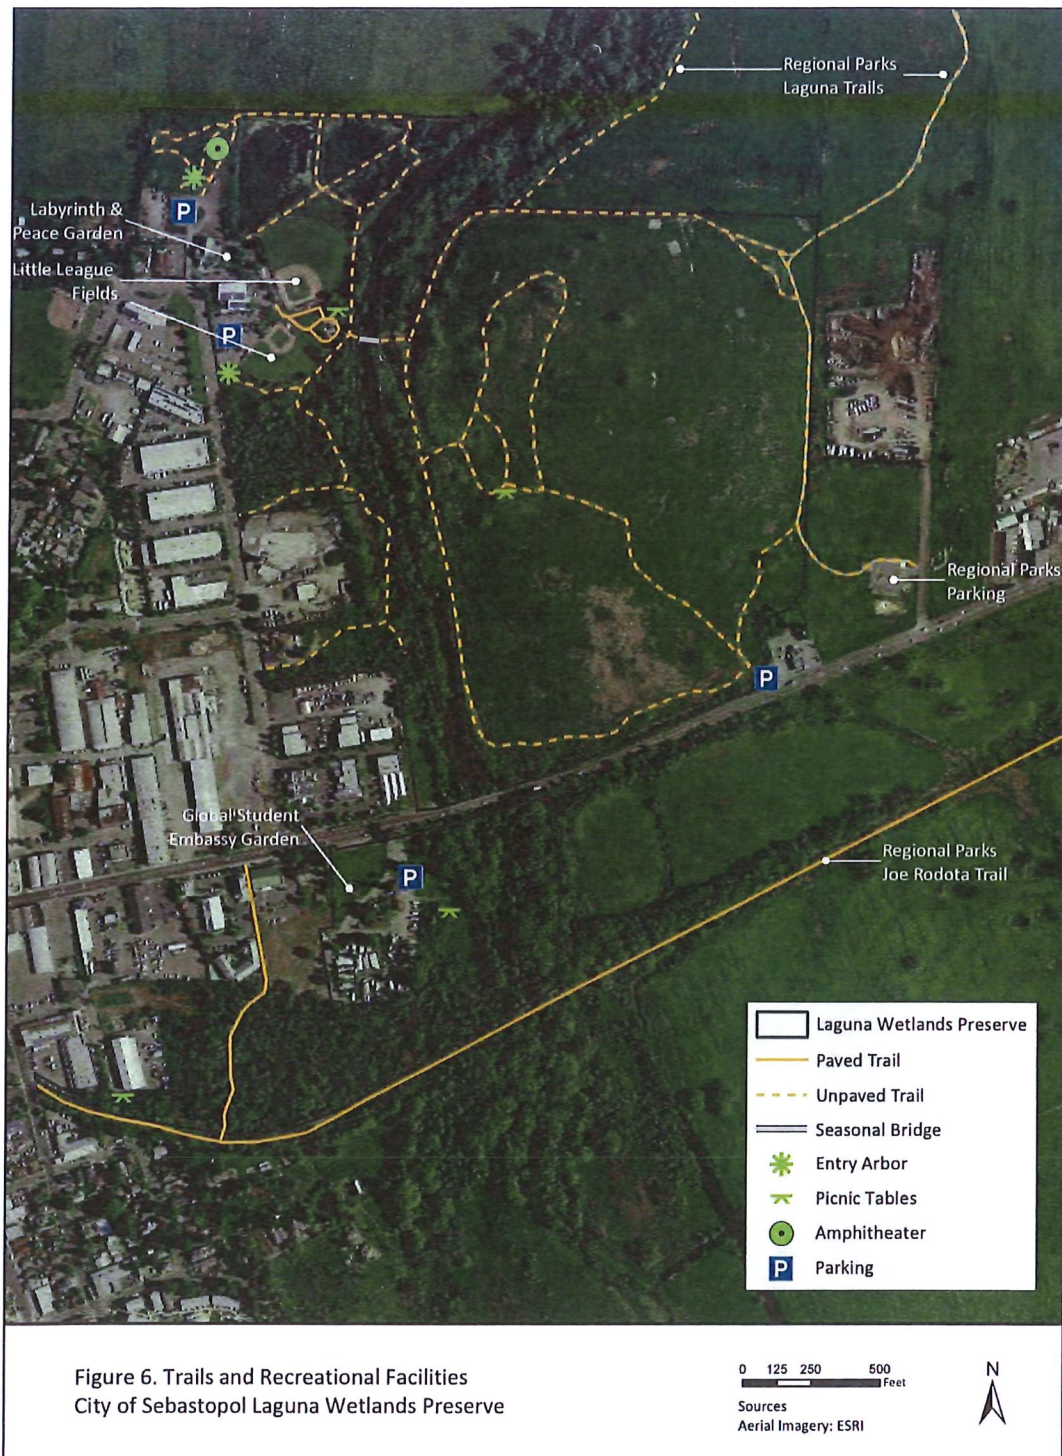 Regional Parks
Laguna Trails
Labyrinth &
Peace Garden
Little League
Fields
P
P
Regional Parks
Parking
P
Global Student
Embassy Garden
P
Regional Parks
Joe Rodota Trail
Laguna Wetlands Preserve
Paved Trail
Unpaved Trail
Seasonal Bridge
Entry Arbor
Picnic Tables
Amphitheater
P Parking
Figure 6. Trails and Recreational Facilities
City of Sebastopol Laguna Wetlands Preserve
0 125 250 500
Feet
Sources
Aerial Imagery: ESRI
N